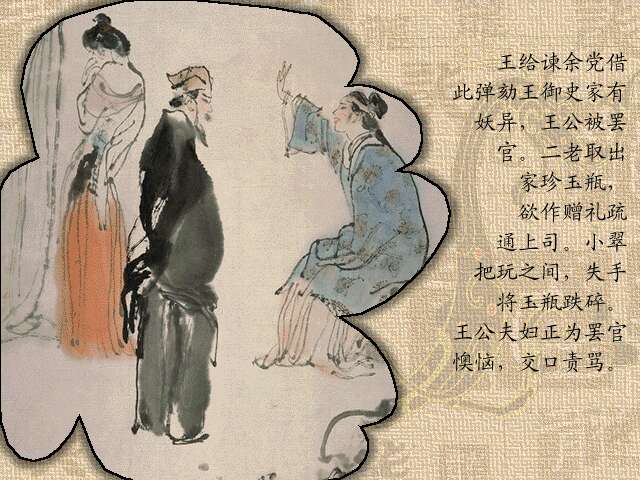 王给谏余党借
此弹劾王御史家有
妖异，王公被罢
官。二老取出
家珍玉瓶，
欲作赠礼疏
通上司。小翠
把玩之间，失手
将玉瓶跌碎。
王公夫妇正为罢官
懊恼，交口责骂。